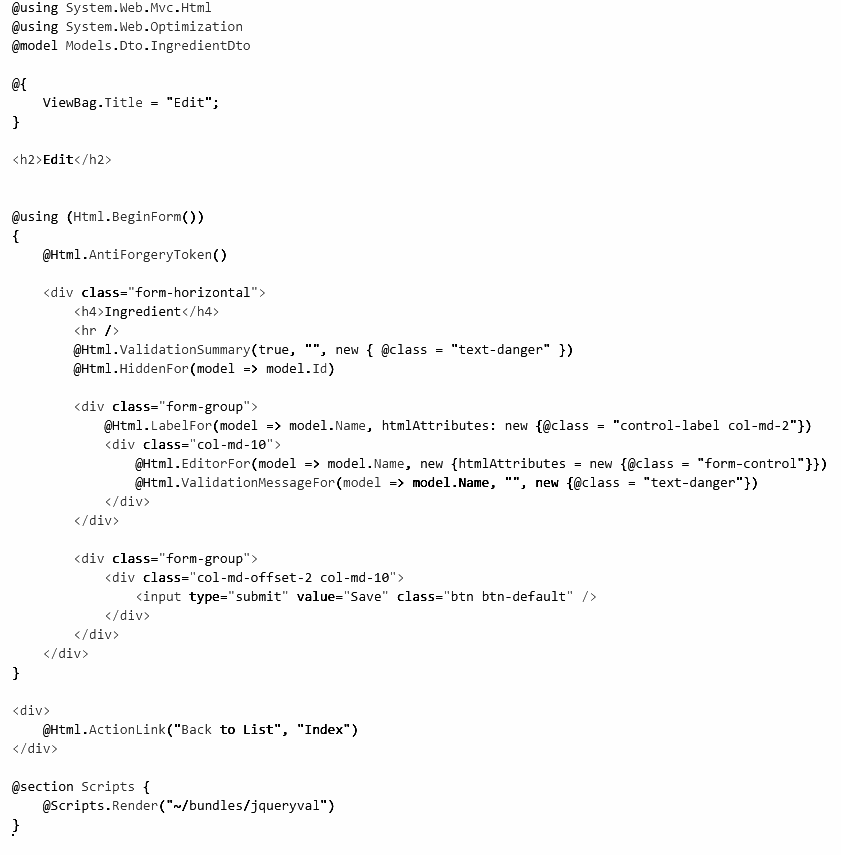 @using System.Web.Mvc.Html
@using System.Web.Optimization
@model Models.Dto.IngredientDto

@{
    ViewBag.Title = "Edit";
}

<h2>Edit</h2>


@using (Html.BeginForm())
{
    @Html.AntiForgeryToken()

    <div class="form-horizontal">
        <h4>Ingredient</h4>
        <hr />
        @Html.ValidationSummary(true, "", new { @class = "text-danger" })
        @Html.HiddenFor(model => model.Id)

        <div class="form-group">
            @Html.LabelFor(model => model.Name, htmlAttributes: new {@class = "control-label col-md-2"})
            <div class="col-md-10">
                @Html.EditorFor(model => model.Name, new {htmlAttributes = new {@class = "form-control"}})
                @Html.ValidationMessageFor(model => model.Name, "", new {@class = "text-danger"})
            </div>
        </div>

        <div class="form-group">
            <div class="col-md-offset-2 col-md-10">
                <input type="submit" value="Save" class="btn btn-default" />
            </div>
        </div>
    </div>
}

<div>
    @Html.ActionLink("Back to List", "Index")
</div>

@section Scripts {
    @Scripts.Render("~/bundles/jqueryval")
}